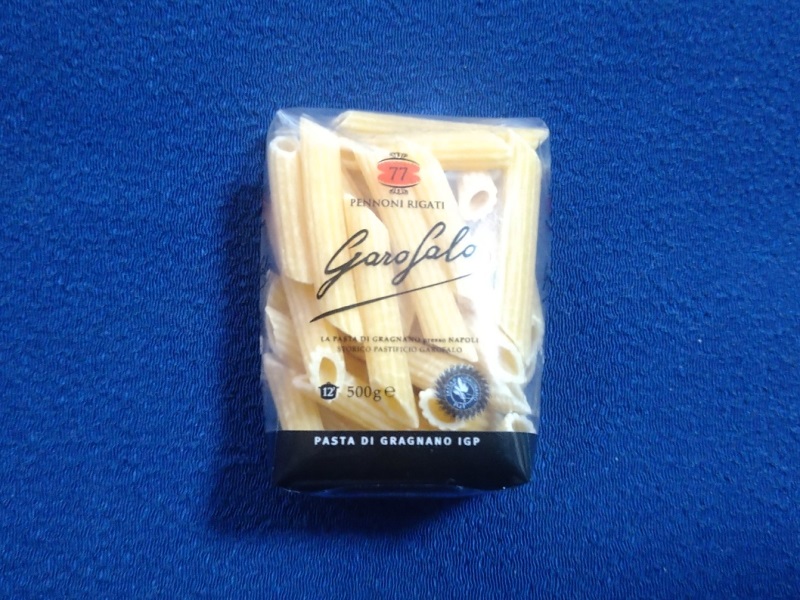 77
PENNONI RIGATI
Garofalo
LA PASTA DI GRAGNANO presso NAPOLI
STORICO PASTIFICIO GAROFALO
12' 500g e
PASTA DI GRAGNANO IGP